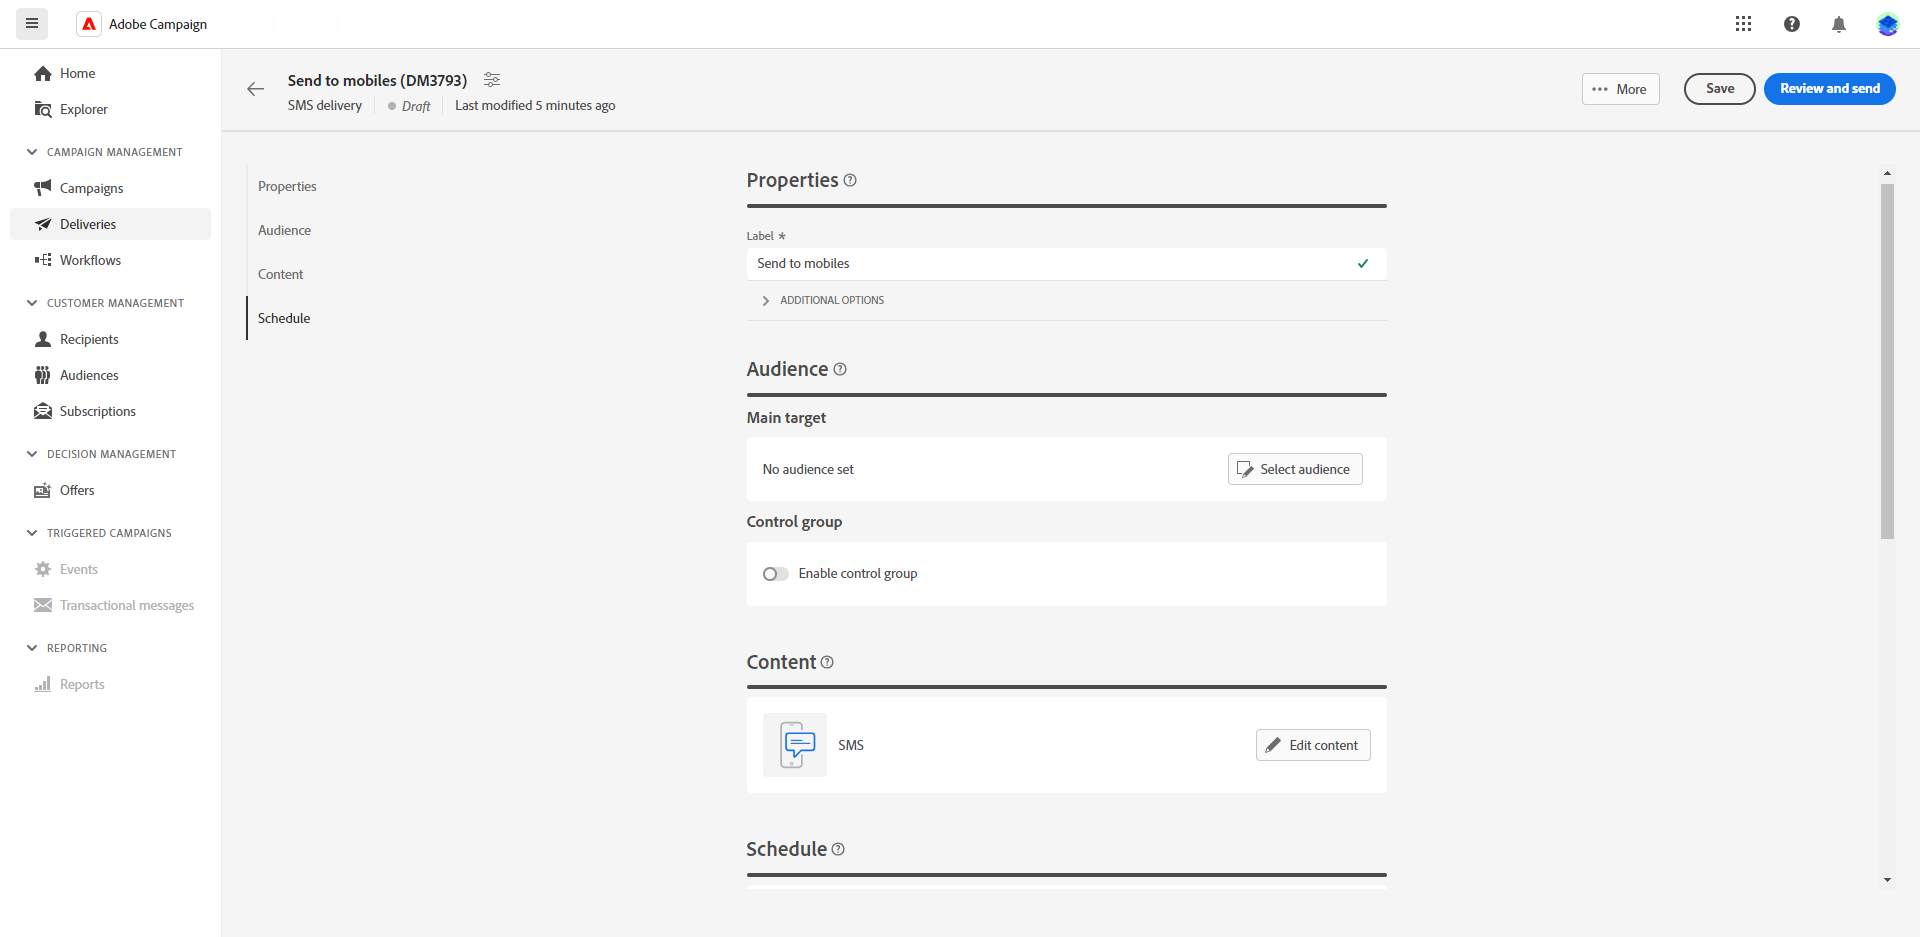 Adobe Campaign
Home
Explorer
CAMPAIGN MANAGEMENT
Campaigns
Deliveries
Workflows
CUSTOMER MANAGEMENT
Recipients
Audiences
Subscriptions
DECISION MANAGEMENT
Offers
TRIGGERED CAMPAIGNS
Events
Transactional messages
REPORTING
Reports
Send to mobiles (DM3793)
SMS delivery
Draft
Last modified 5 minutes ago
More
Save
Review and send
Properties
Audience
Content
Schedule
Properties
Label *
Send to mobiles
ADDITIONAL OPTIONS
Audience
Main target
No audience set
Select audience
Control group
Enable control group
Content
SMS
Edit content
Schedule